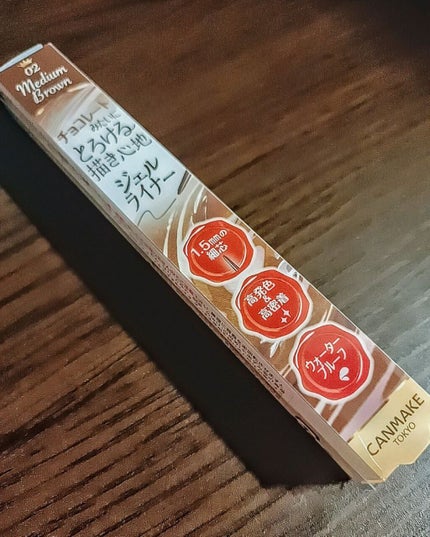 02
Medium
Brown
チョコレート
みたいに
とろける
描き心地
ジェル
ライナー
1.5mmの
細芯
高発色
&
高密着
ウォーター
プルーフ
CANMAKE
TOKYO